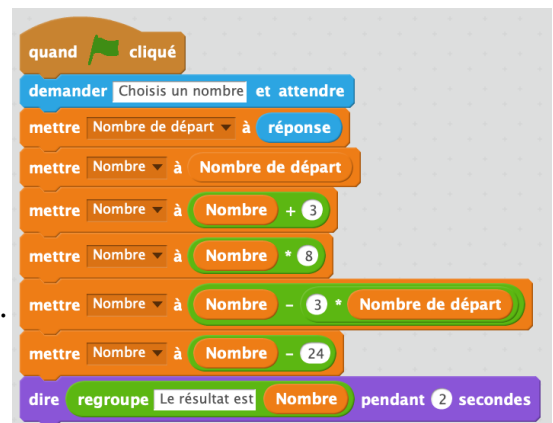 quand cliqué
demander Choisis un nombre et attendre
mettre Nombre de départ à réponse
mettre Nombre à Nombre de départ
mettre Nombre à Nombre + 3
mettre Nombre à Nombre * 8
mettre Nombre à Nombre - 3 * Nombre de départ
mettre Nombre à Nombre - 24
dire regroupe Le résultat est Nombre pendant 2 secondes